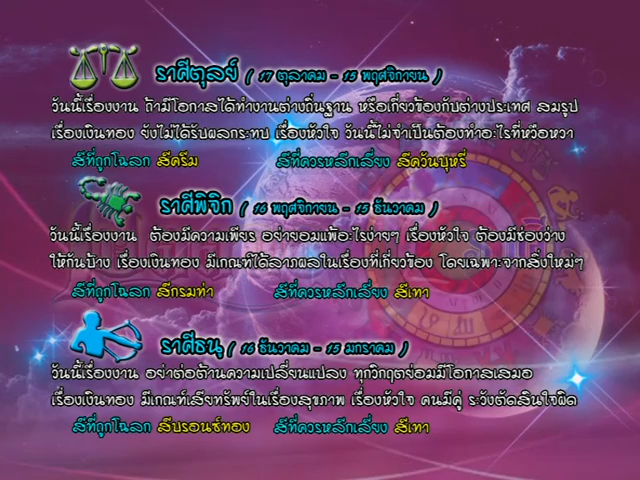 ราศีตุลย์ ( 17 ตุลาคม - 15 พฤศจิกายน )
วันนี้เรื่องงาน ถ้ามีโอกาสได้ทำงานต่างถิ่นฐาน หรือเกี่ยวข้องกับต่างประเทศ สมรูป
เรื่องเงินทอง ยังไม่ได้รับผลกระทบ เรื่องหัวใจ วันนี้ไม่จำเป็นต้องทำอะไรที่หวือหวา
สีที่ถูกโฉลก สีครีม สีที่ควรหลีกเลี่ยง สีควันบุหรี่
ราศีพิจิก ( 16 พฤศจิกายน - 15 ธันวาคม )
วันนี้เรื่องงาน ต้องมีความเพียร อย่ายอมแพ้อะไรง่ายๆ เรื่องหัวใจ ต้องมีช่องว่าง
ให้กันบ้าง เรื่องเงินทอง มีเกณฑ์ได้ลาภผลในเรื่องที่เกี่ยวข้อง โดยเฉพาะจากสิ่งใหม่ๆ
สีที่ถูกโฉลก สีกรมท่า สีที่ควรหลีกเลี่ยง สีเทา
ราศีธนู ( 16 ธันวาคม - 15 มกราคม )
วันนี้เรื่องงาน อย่าต่อต้านความเปลี่ยนแปลง ทุกวิกฤตย่อมมีโอกาสเสมอ
เรื่องเงินทอง มีเกณฑ์เสียทรัพย์ในเรื่องสุขภาพ เรื่องหัวใจ คนมีคู่ ระวังตัดสินใจผิด
สีที่ถูกโฉลก สีบรอนซ์ทอง สีที่ควรหลีกเลี่ยง สีเทา